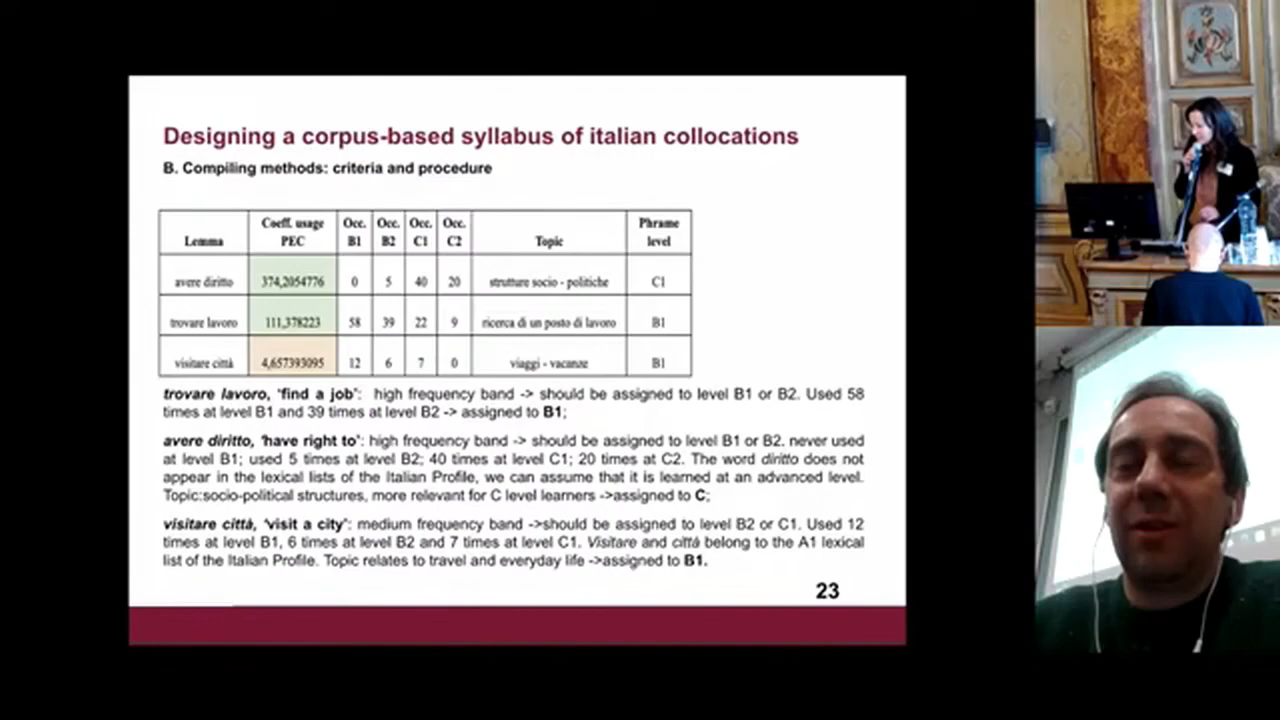 Designing a corpus-based syllabus of italian collocations
B. Compiling methods: criteria and procedure
Lemma Coeff. usage PEC Occ. B1 Occ. B2 Occ. C1 Occ. C2 Topic Phrame level
avere diritto 374,2054776 0 5 40 20 strutture socio - politiche C1
trovare lavoro 111,378223 58 39 22 9 ricerca di un posto di lavoro B1
visitare città 4,657393095 12 6 7 0 viaggi - vacanze B1
trovare lavoro, 'find a job': high frequency band -> should be assigned to level B1 or B2. Used 58
times at level B1 and 39 times at level B2 -> assigned to B1;
avere diritto, 'have right to': high frequency band -> should be assigned to level B1 or B2. never used
at level B1; used 5 times at level B2; 40 times at level C1; 20 times at C2. The word diritto does not
appear in the lexical lists of the Italian Profile, we can assume that it is learned at an advanced level.
Topic:socio-political structures, more relevant for C level learners ->assigned to C;
visitare città, 'visit a city': medium frequency band ->should be assigned to level B2 or C1. Used 12
times at level B1, 6 times at level B2 and 7 times at level C1. Visitare and città belong to the A1 lexical
list of the Italian Profile. Topic relates to travel and everyday life ->assigned to B1.
23